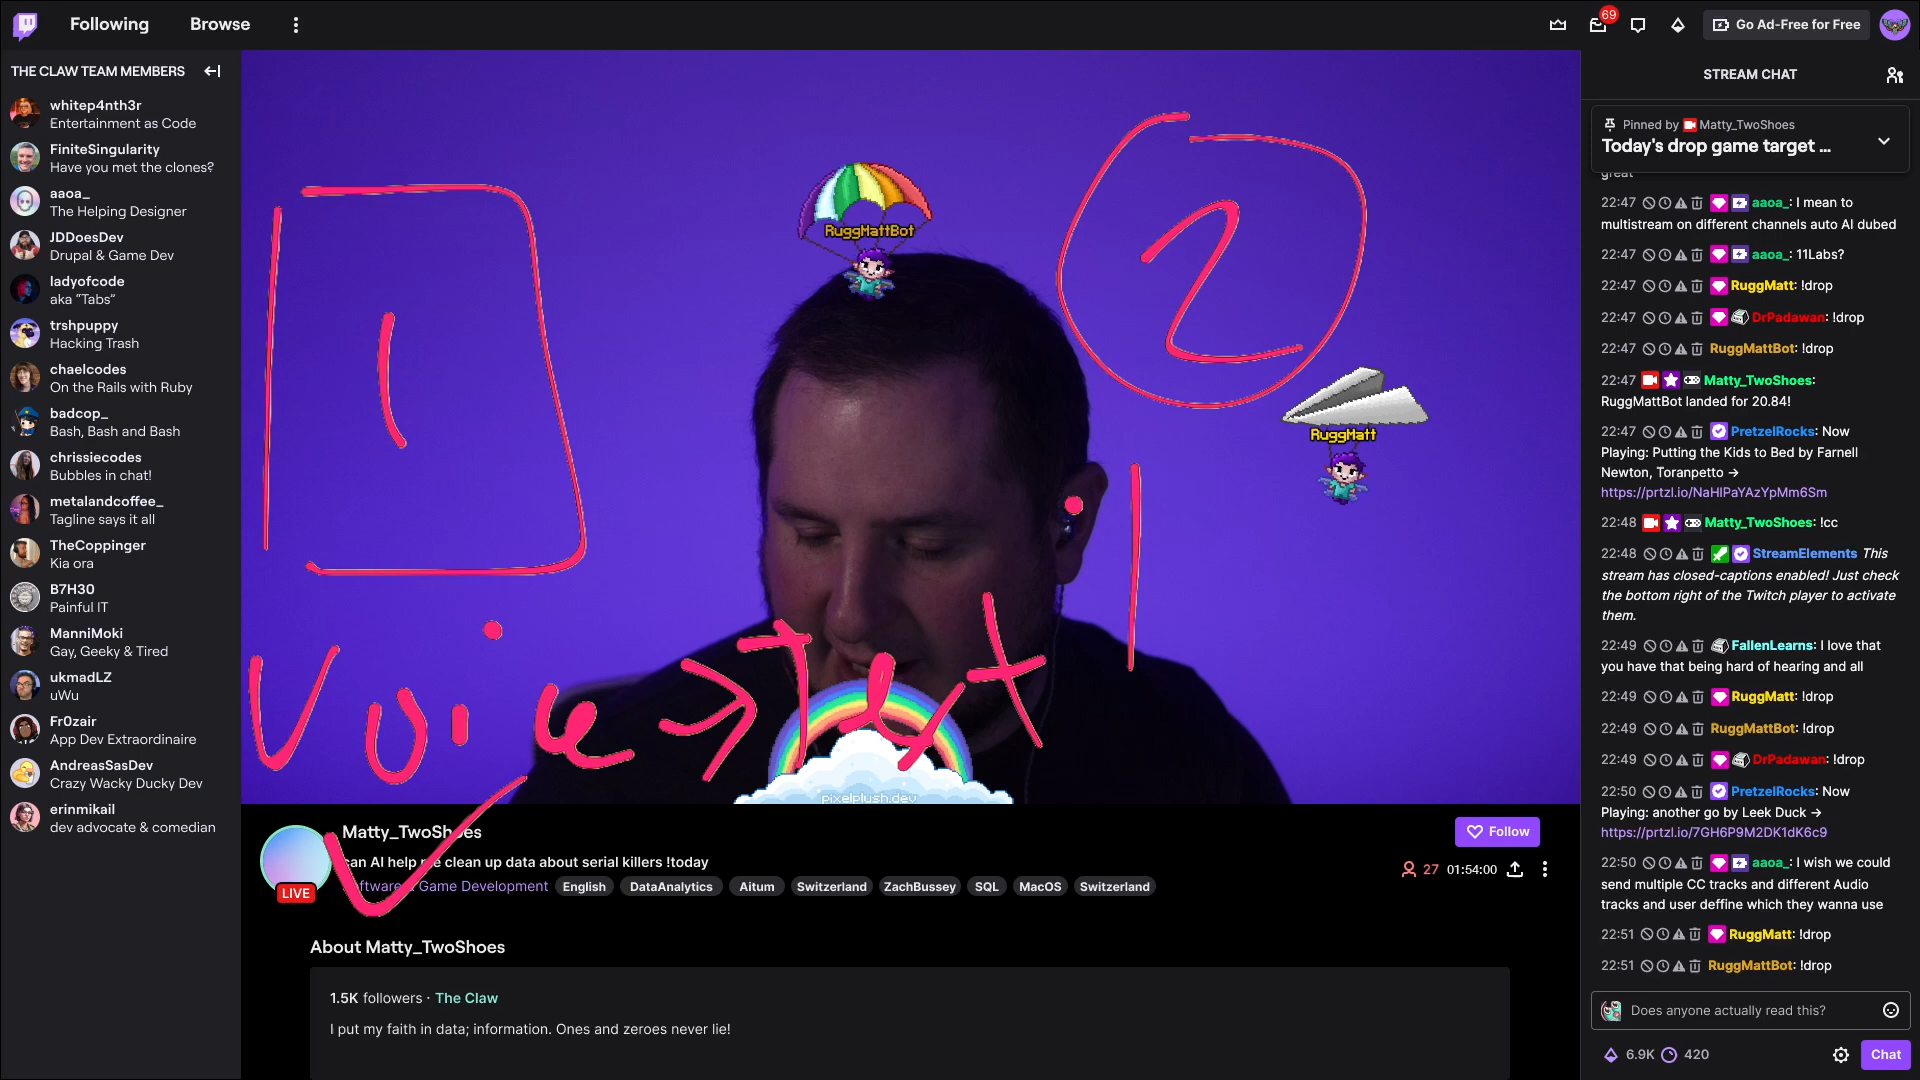 Following
Browse
69
Go Ad-Free for Free
THE CLAW TEAM MEMBERS
whitep4nth3r
Entertainment as Code
FiniteSingularity
Have you met the clones?
aaoa_
The Helping Designer
JDDoesDev
Drupal & Game Dev
ladyofcode
aka “Tabs”
trshpuppy
Hacking Trash
chaelcodes
On the Rails with Ruby
badcop_
Bash, Bash and Bash
chrissiecodes
Bubbles in chat!
metalandcoffee_
Tagline says it all
TheCoppinger
Kia ora
B7H30
Painful IT
ManniMoki
Gay, Geeky & Tired
ukmadLZ
uWu
Fr0zair
App Dev Extraordinaire
AndreasSasDev
Crazy Wacky Ducky Dev
erinmikail
dev advocate & comedian
1
2
RuggMattBot
RuggMatt
Voice → Text
pixelplush.dev
LIVE
Matty_TwoShoes
can AI help me clean up data about serial killers !today
Software & Game Development English DataAnalytics Aitum Switzerland ZachBussey SQL MacOS Switzerland
Follow
27 01:54:00
About Matty_TwoShoes
1.5K followers · The Claw
I put my faith in data; information. Ones and zeroes never lie!
STREAM CHAT
Pinned by Matty_TwoShoes
Today's drop game target ...
great
22:47 aaoa_: I mean to
multistream on different channels auto AI dubed
22:47 aaoa_: 11Labs?
22:47 RuggMatt: !drop
22:47 DrPadawan: !drop
22:47 RuggMattBot: !drop
22:47 Matty_TwoShoes:
RuggMattBot landed for 20.84!
22:47 PretzelRocks: Now
Playing: Putting the Kids to Bed by Farnell
Newton, Toranpetto →
https://prtzl.io/NaHlPaYAzYpMm6Sm
22:48 Matty_TwoShoes: !cc
22:48 StreamElements This
stream has closed-captions enabled! Just check
the bottom right of the Twitch player to activate
them.
22:49 FallenLearns: I love that
you have that being hard of hearing and all
22:49 RuggMatt: !drop
22:49 RuggMattBot: !drop
22:49 DrPadawan: !drop
22:50 PretzelRocks: Now
Playing: another go by Leek Duck →
https://prtzl.io/7GH6P9M2DK1dK6c9
22:50 aaoa_: I wish we could
send multiple CC tracks and different Audio
tracks and user deffine which they wanna use
22:51 RuggMatt: !drop
22:51 RuggMattBot: !drop
Does anyone actually read this?
6.9K 420
Chat